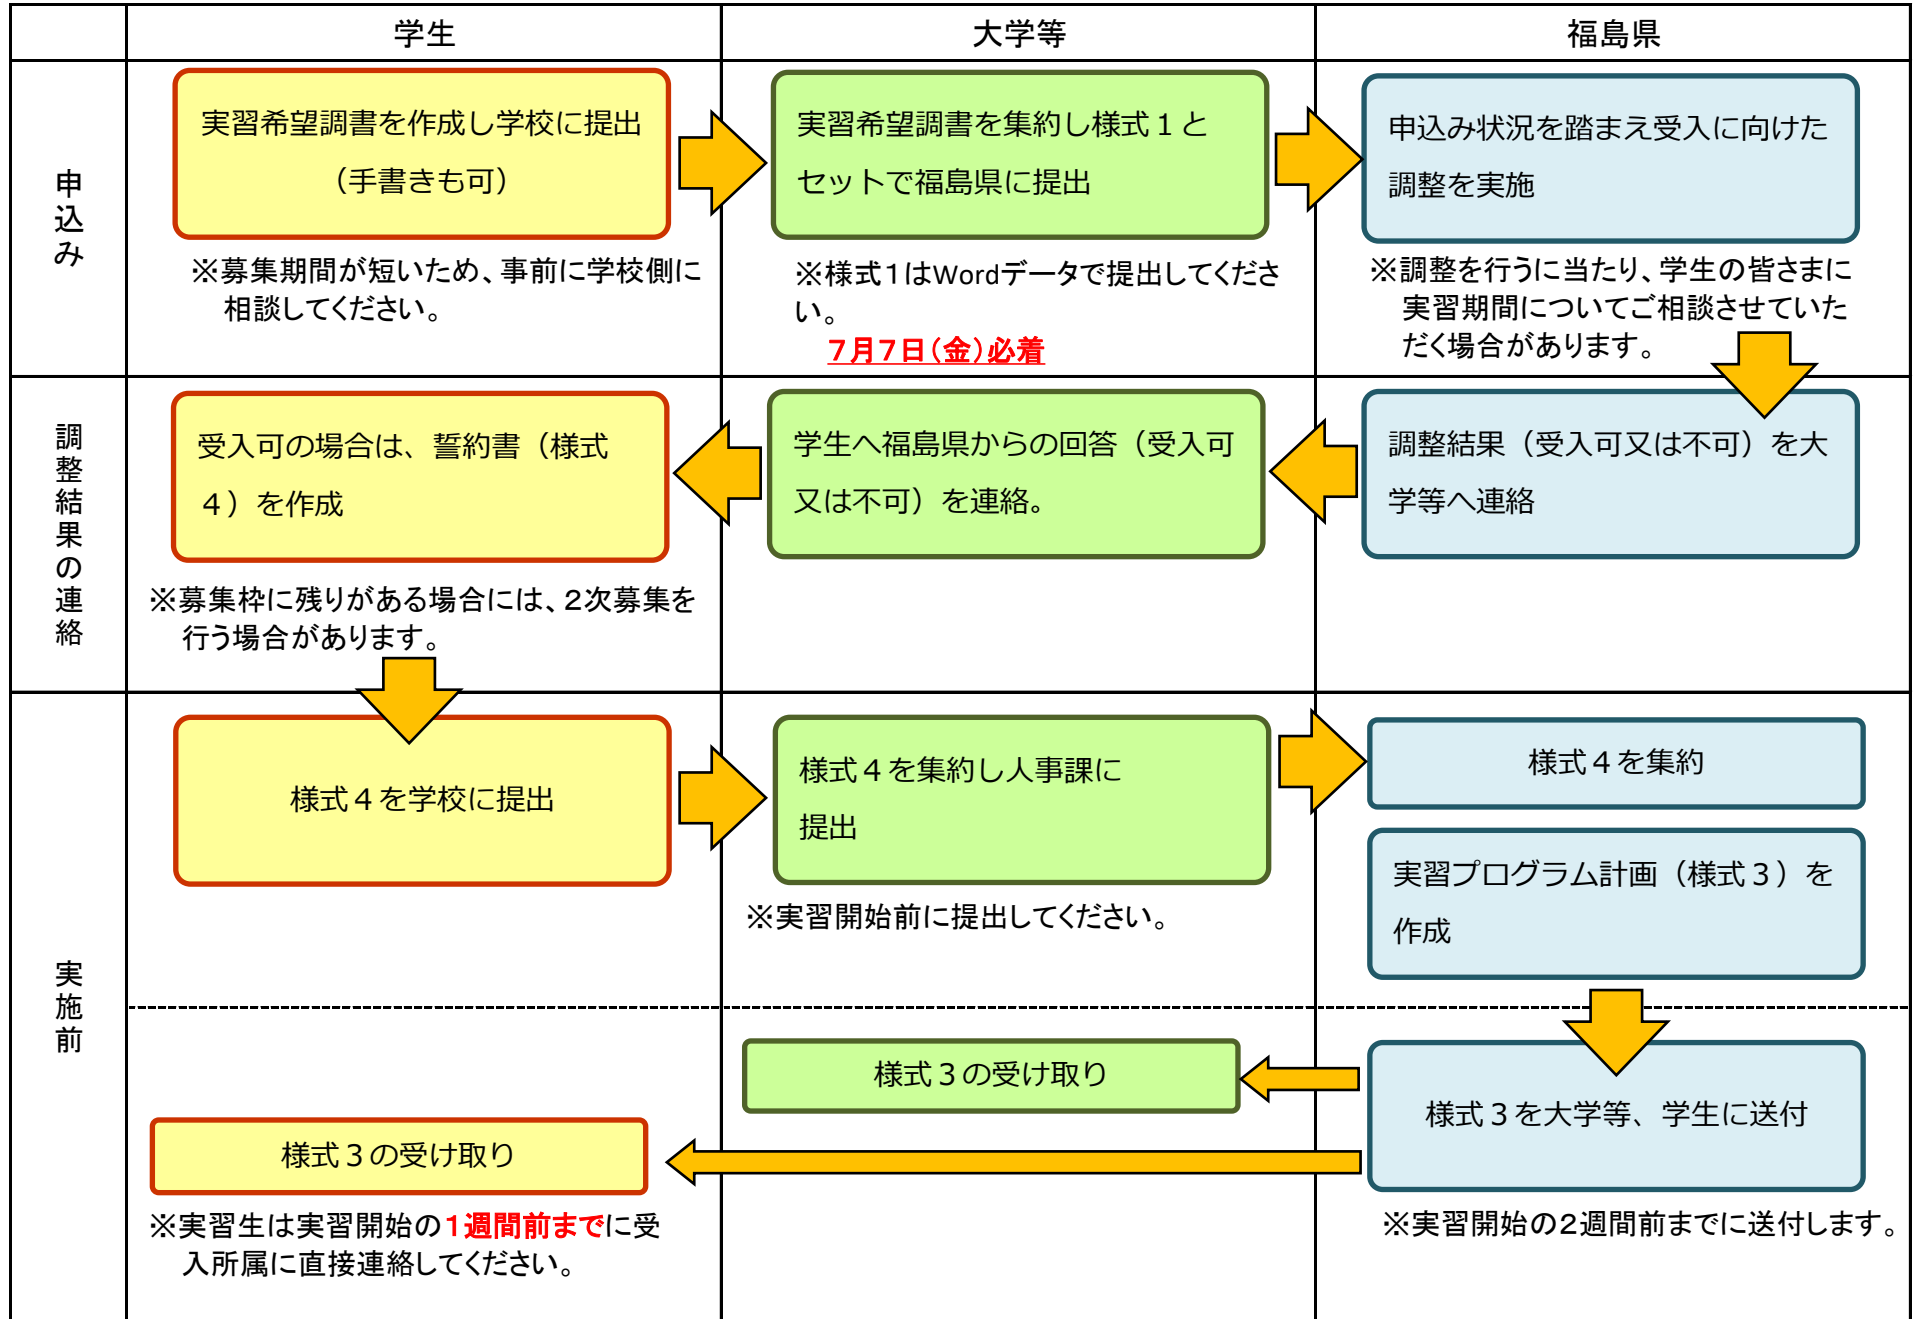 学生
大学等
福島県
申込み
実習希望調書を作成し学校に提出
（手書きも可）
※募集期間が短いため、事前に学校側に
相談してください。
実習希望調書を集約し様式１と
セットで福島県に提出
※様式１はWordデータで提出してくださ
い。
７月７日（金）必着
申込み状況を踏まえ受入に向けた
調整を実施
※調整を行うに当たり、学生の皆さまに
実習期間についてご相談させていた
だく場合があります。
調整結果の連絡
受入可の場合は、誓約書（様式
４）を作成
※募集枠に残りがある場合には、２次募集を
行う場合があります。
学生へ福島県からの回答（受入可
又は不可）を連絡。
調整結果（受入可又は不可）を大
学等へ連絡
実施前
様式４を学校に提出
様式４を集約し人事課に
提出
※実習開始前に提出してください。
様式４を集約
実習プログラム計画（様式３）を
作成
様式３の受け取り
様式３を大学等、学生に送付
様式３の受け取り
※実習生は実習開始の１週間前までに受
入所属に直接連絡してください。
※実習開始の２週間前までに送付します。